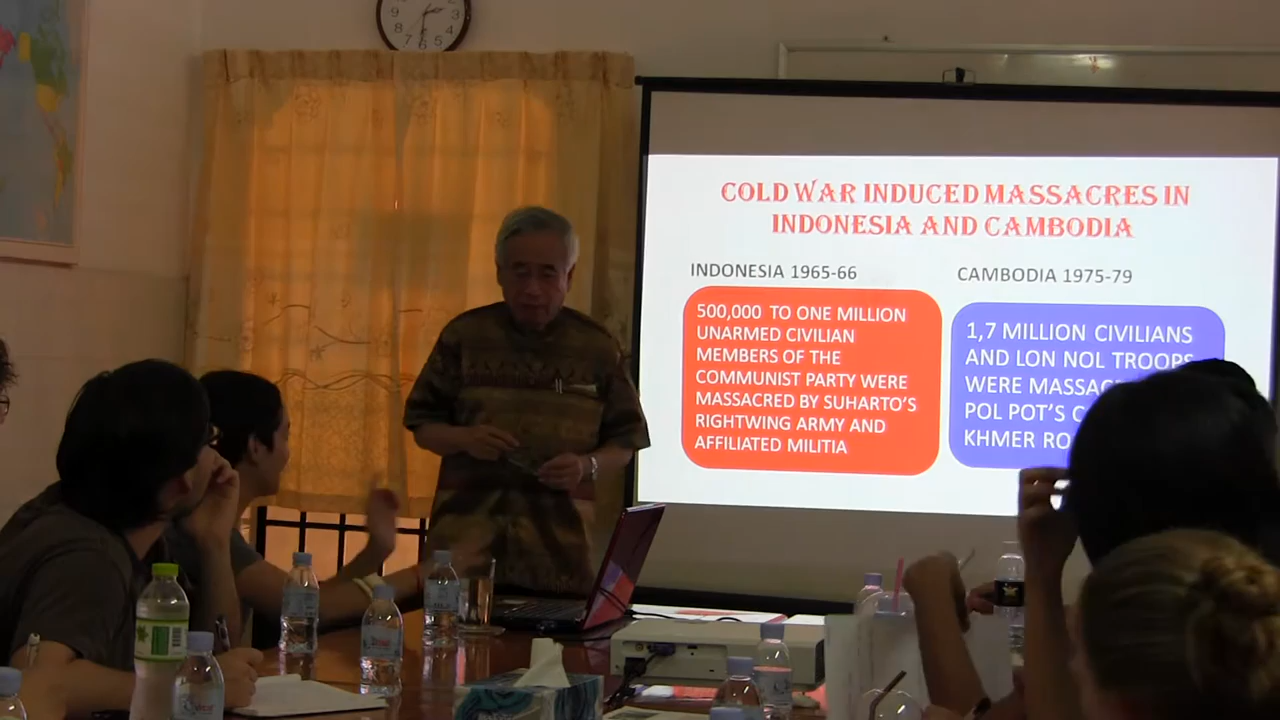 COLD WAR INDUCED MASSACRES IN
INDONESIA AND CAMBODIA
INDONESIA 1965-66
500,000 TO ONE MILLION
UNARMED CIVILIAN
MEMBERS OF THE
COMMUNIST PARTY WERE
MASSACRED BY SUHARTO'S
RIGHTWING ARMY AND
AFFILIATED MILITIA
CAMBODIA 1975-79
1,7 MILLION CIVILIANS
AND LON NOL TROOPS
WERE MASSAC
POL POT'S C
KHMER RO